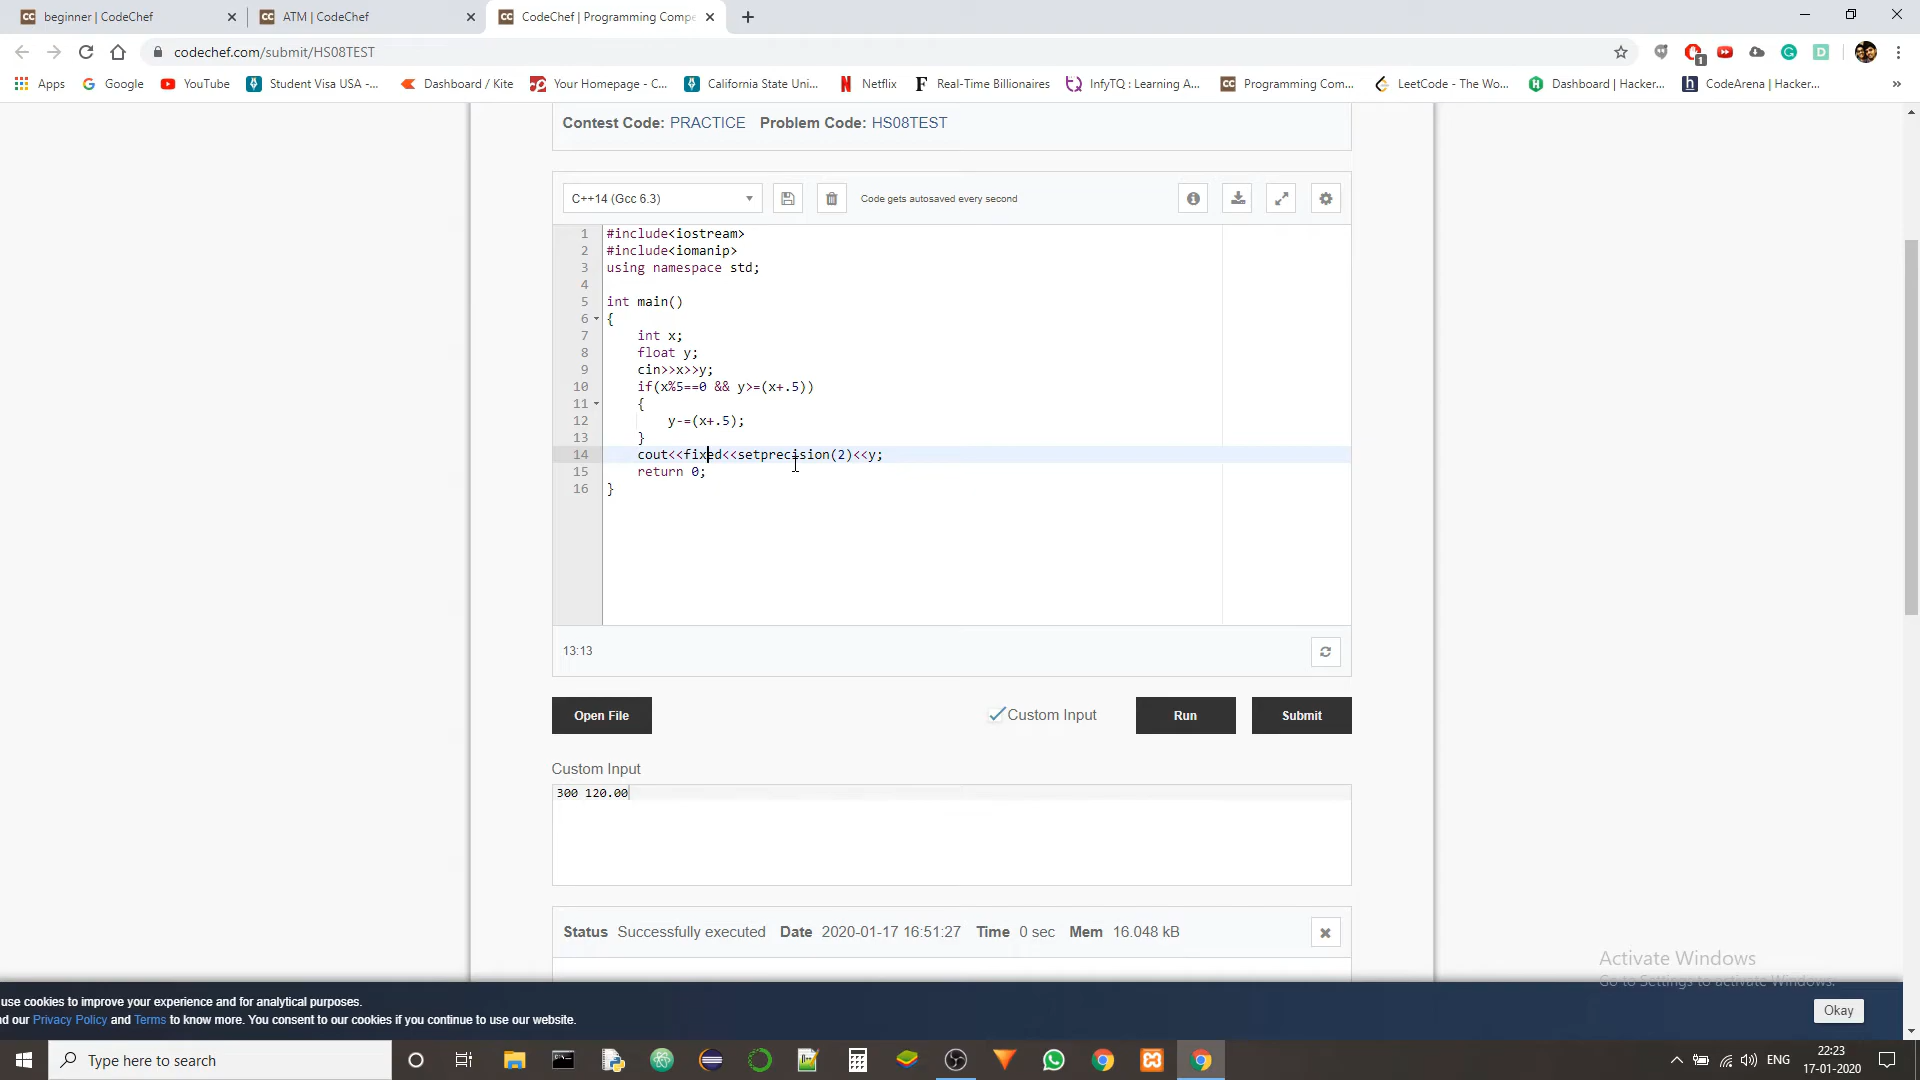 beginner | CodeChef
ATM | CodeChef
CodeChef | Programming Compe
codechef.com/submit/HS08TEST
1
Apps
Google
YouTube
Student Visa USA -...
Dashboard / Kite
Your Homepage - C...
California State Uni...
Netflix
Real-Time Billionaires
InfyTQ : Learning A...
Programming Com...
LeetCode - The Wo...
Dashboard | Hacker...
CodeArena | Hacker...
Contest Code: PRACTICE Problem Code: HS08TEST
C++14 (Gcc 6.3)
Code gets autosaved every second
1 #include<iostream>
2 #include<iomanip>
3 using namespace std;
4
5 int main()
6 {
7 int x;
8 float y;
9 cin>>x>>y;
10 if(x%5==0 && y>=(x+.5))
11 {
12 y-=(x+.5);
13 }
14 cout<<fixed<<setprecision(2)<<y;
15 return 0;
16 }
13:13
Open File
Custom Input
Run
Submit
Custom Input
300 120.00
Status Successfully executed Date 2020-01-17 16:51:27 Time 0 sec Mem 16.048 kB
Activate Windows
Go to Settings to activate Windows.
use cookies to improve your experience and for analytical purposes.
nd our Privacy Policy and Terms to know more. You consent to our cookies if you continue to use our website.
Okay
Type here to search
ENG
22:23
17-01-2020